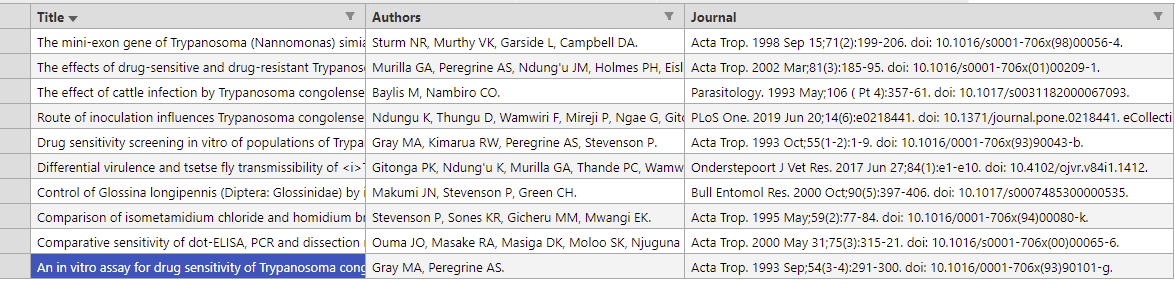 Title Authors Journal
The mini-exon gene of Trypanosoma (Nannomonas) simia Sturm NR, Murthy VK, Garside L, Campbell DA. Acta Trop. 1998 Sep 15;71(2):199-206. doi: 10.1016/s0001-706x(98)00056-4.
The effects of drug-sensitive and drug-resistant Trypanos Murilla GA, Peregrine AS, Ndung'u JM, Holmes PH, Eisl Acta Trop. 2002 Mar;81(3):185-95. doi: 10.1016/s0001-706x(01)00209-1.
The effect of cattle infection by Trypanosoma congolense Baylis M, Nambiro CO. Parasitology. 1993 May;106 ( Pt 4):357-61. doi: 10.1017/s0031182000067093.
Route of inoculation influences Trypanosoma congolense Ndungu K, Thungu D, Wamwiri F, Mireji P, Ngae G, Gito PLoS One. 2019 Jun 20;14(6):e0218441. doi: 10.1371/journal.pone.0218441. eCollecti
Drug sensitivity screening in vitro of populations of Trypa Gray MA, Kimarua RW, Peregrine AS, Stevenson P. Acta Trop. 1993 Oct;55(1-2):1-9. doi: 10.1016/0001-706x(93)90043-b.
Differential virulence and tsetse fly transmissibility of <i>T Gitonga PK, Ndung'u K, Murilla GA, Thande PC, Wamw Onderstepoort J Vet Res. 2017 Jun 27;84(1):e1-e10. doi: 10.4102/ojvr.v84i1.1412.
Control of Glossina longipennis (Diptera: Glossinidae) by i Makumi JN, Stevenson P, Green CH. Bull Entomol Res. 2000 Oct;90(5):397-406. doi: 10.1017/s0007485300000535.
Comparison of isometamidium chloride and homidium br Stevenson P, Sones KR, Gicheru MM, Mwangi EK. Acta Trop. 1995 May;59(2):77-84. doi: 10.1016/0001-706x(94)00080-k.
Comparative sensitivity of dot-ELISA, PCR and dissection Ouma JO, Masake RA, Masiga DK, Moloo SK, Njuguna Acta Trop. 2000 May 31;75(3):315-21. doi: 10.1016/s0001-706x(00)00065-6.
An in vitro assay for drug sensitivity of Trypanosoma cong Gray MA, Peregrine AS. Acta Trop. 1993 Sep;54(3-4):291-300. doi: 10.1016/0001-706x(93)90101-g.